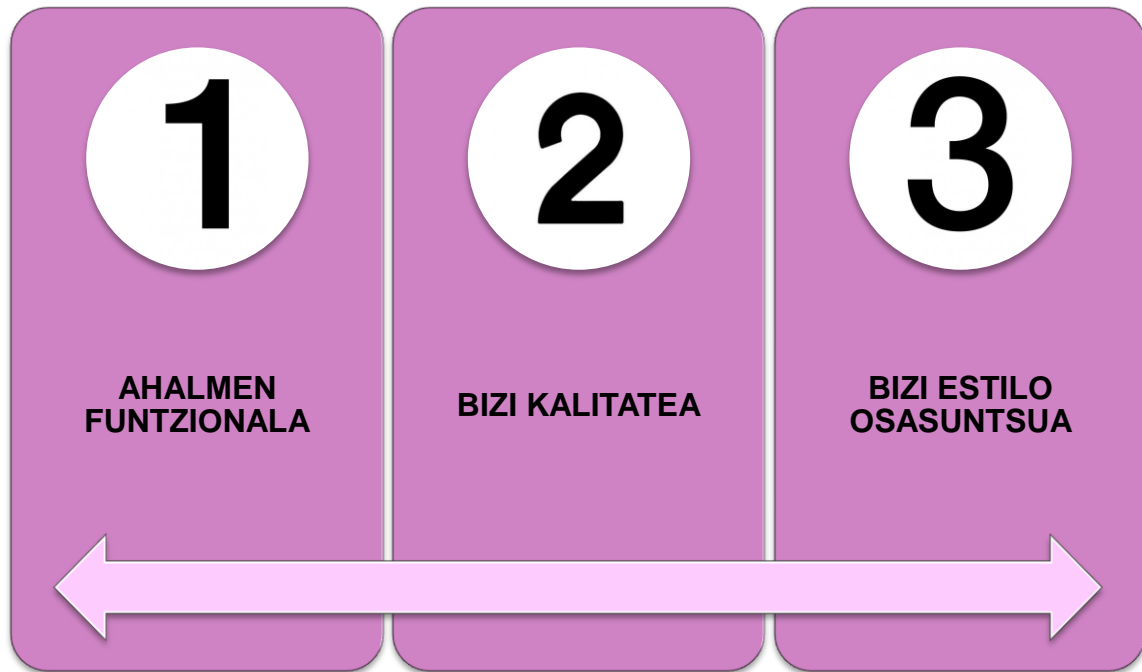 1
2
3
AHALMEN
FUNTZIONALA
BIZI KALITATEA
BIZI ESTILO
OSASUNTSUA